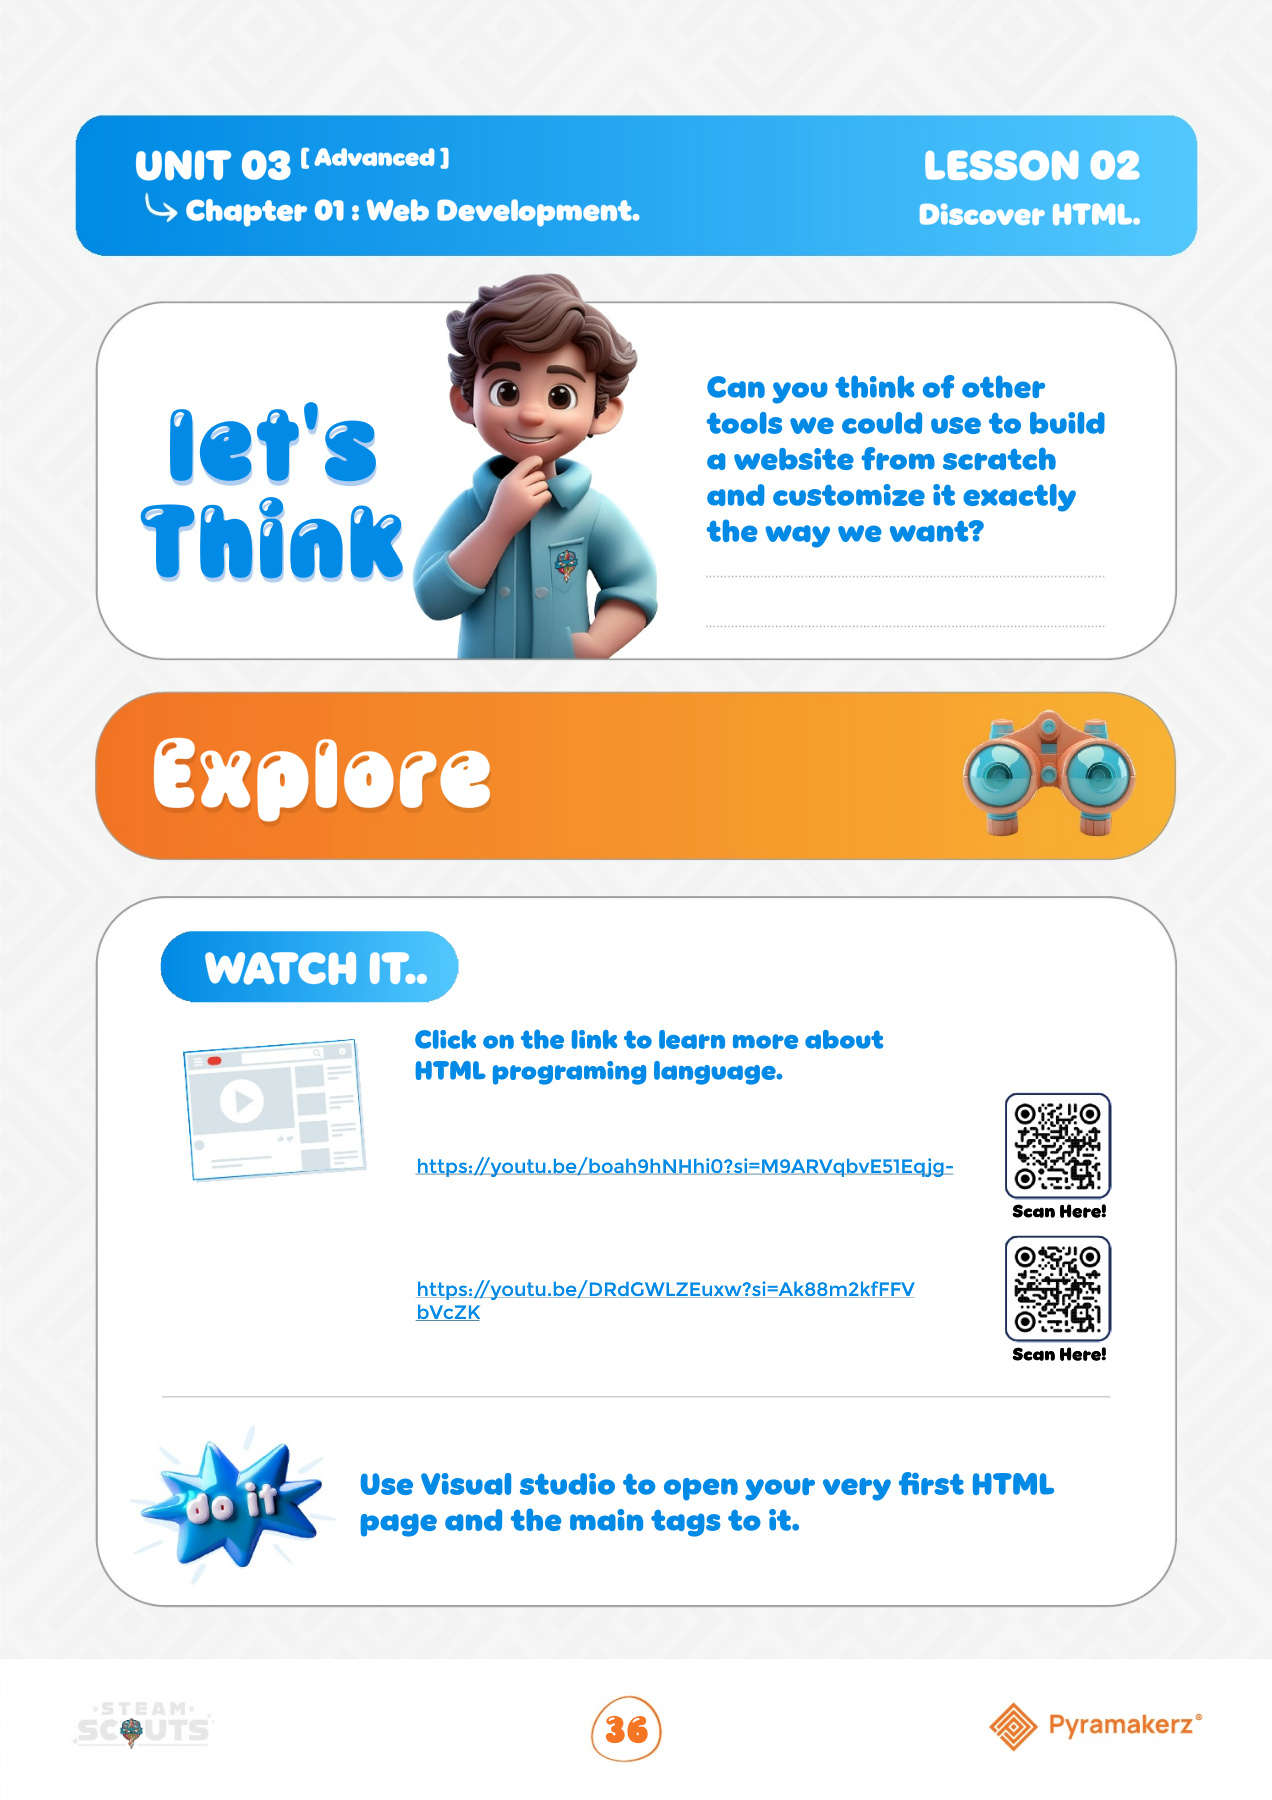 UNIT 03 [ Advanced ]
Chapter 01 : Web Development.
LESSON 02
Discover HTML.
let's
Think
Can you think of other
tools we could use to build
a website from scratch
and customize it exactly
the way we want?
Explore
WATCH IT..
Click on the link to learn more about
HTML programing language.
https://youtu.be/boah9hNHhi0?si=M9ARVqbvE51Eqjg-
Scan Here!
https://youtu.be/DRdGWLZEuxw?si=Ak88m2kfFFV
bVcZK
Scan Here!
do it
Use Visual studio to open your very first HTML
page and the main tags to it.
STEAM
SCOUTS
36
Pyramakerz®